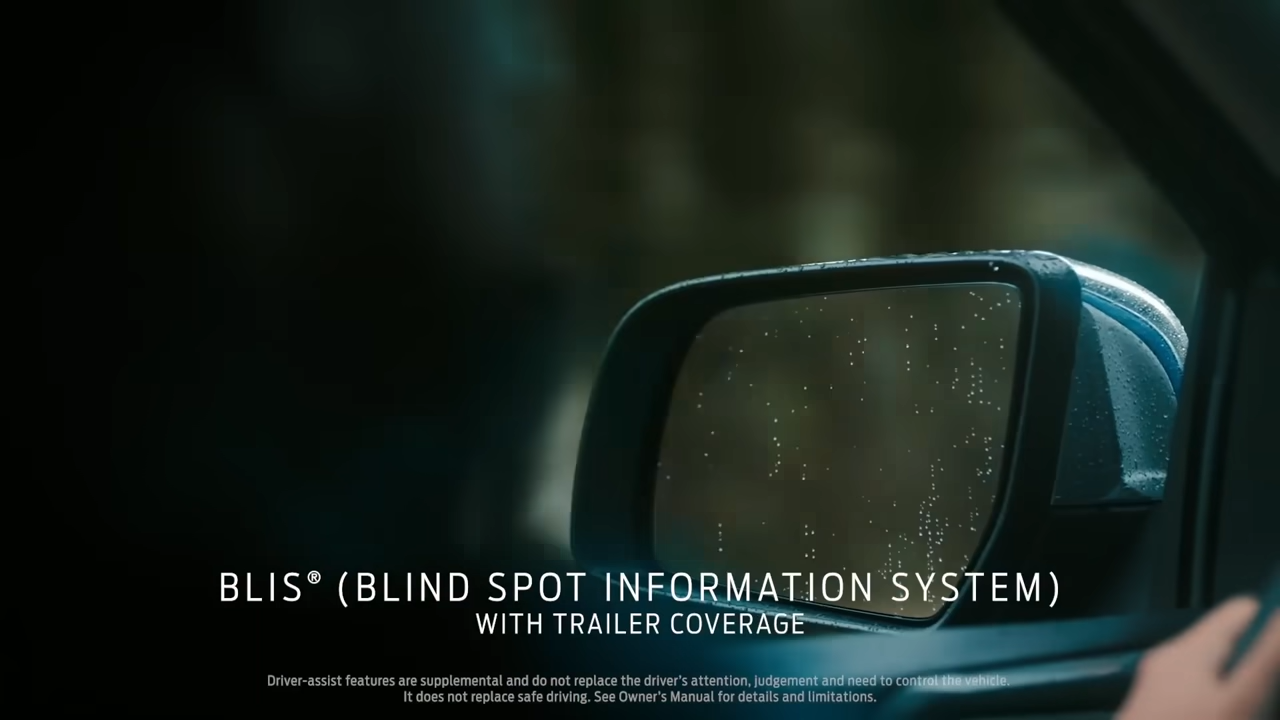 BLIS® (BLIND SPOT INFORMATION SYSTEM)
WITH TRAILER COVERAGE
Driver-assist features are supplemental and do not replace the driver's attention, judgement and need to control the vehicle.
It does not replace safe driving. See Owner's Manual for details and limitations.